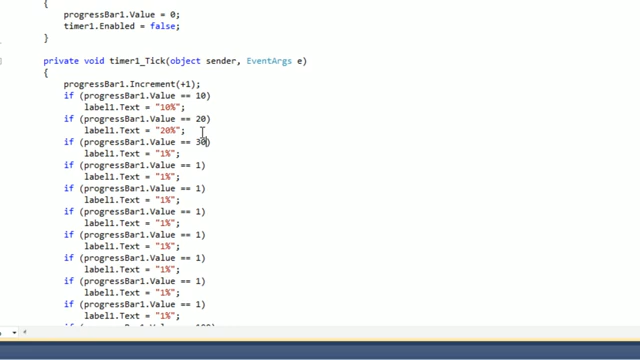 {
progressBar1.Value = 0;
timer1.Enabled = false;
}
private void timer1_Tick(object sender, EventArgs e)
{
progressBar1.Increment(+1);
if (progressBar1.Value == 10)
label1.Text = "10%";
if (progressBar1.Value == 20)
label1.Text = "20%";
if (progressBar1.Value == 30)
label1.Text = "1%";
if (progressBar1.Value == 1)
label1.Text = "1%";
if (progressBar1.Value == 1)
label1.Text = "1%";
if (progressBar1.Value == 1)
label1.Text = "1%";
if (progressBar1.Value == 1)
label1.Text = "1%";
if (progressBar1.Value == 1)
label1.Text = "1%";
if (progressBar1.Value == 1)
label1.Text = "1%";
if (progressBar1.Value == 100)